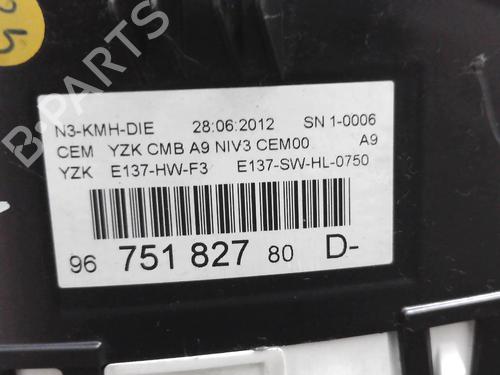 N3-KMH-DIE 28:06:2012 SN 1-0006
CEM YZK CMB A9 NIV3 CEM00 A9
YZK E137-HW-F3 E137-SW-HL-0750
96 751 827 80 D-